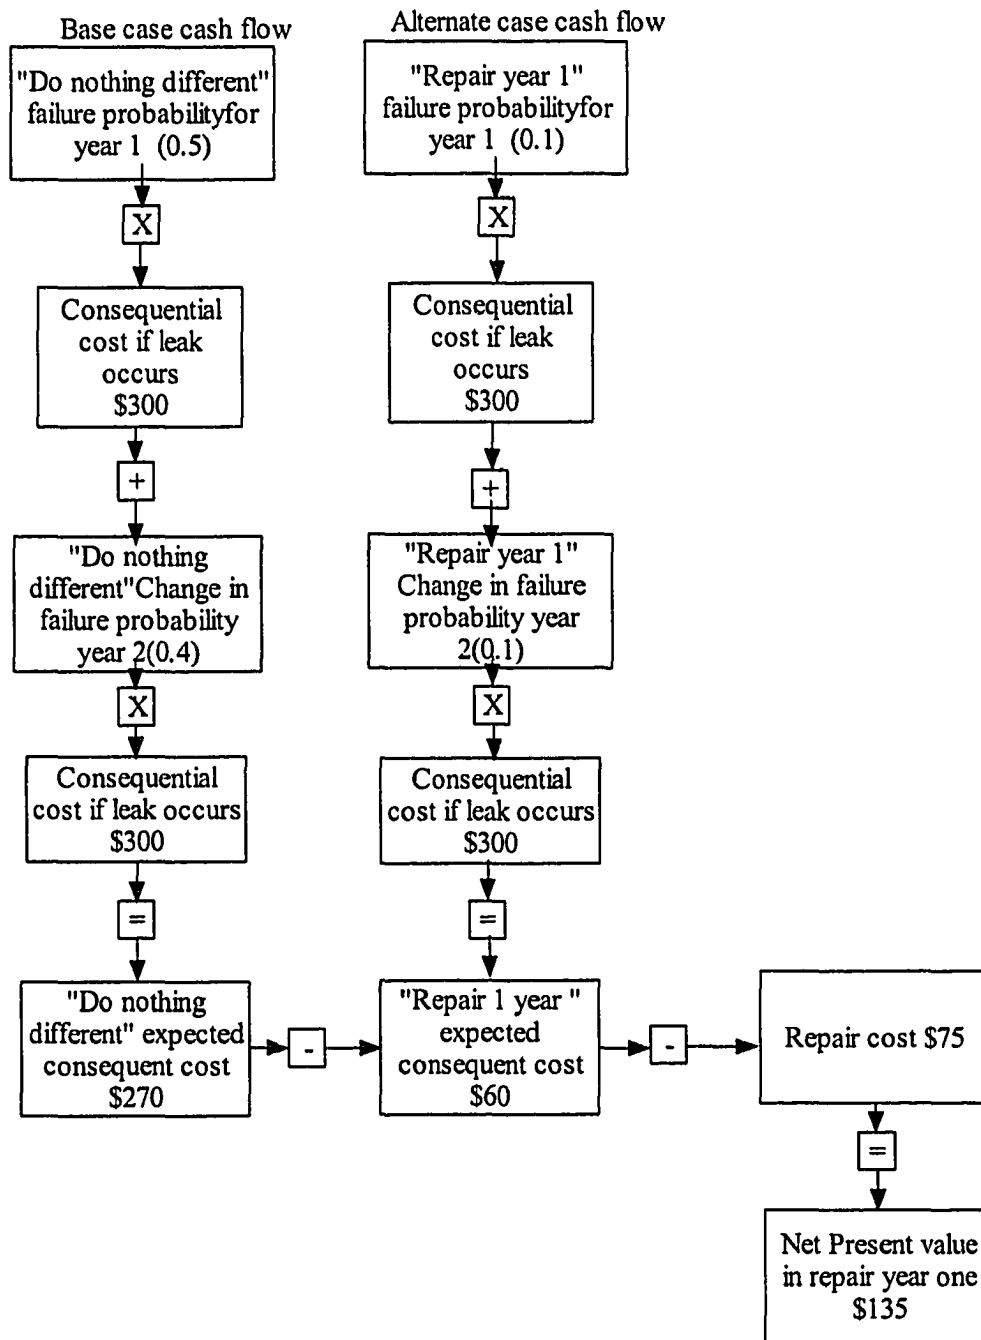 Base case cash flow
"Do nothing different"
failure probabilityfor
year 1 (0.5)
X
Consequential
cost if leak
occurs
$300
+
"Do nothing
different"Change in
failure probability
year 2(0.4)
X
Consequential
cost if leak occurs
$300
=
"Do nothing
different" expected
consequent cost
$270
-
Alternate case cash flow
"Repair year 1"
failure probabilityfor
year 1 (0.1)
X
Consequential
cost if leak
occurs
$300
+
"Repair year 1"
Change in failure
probability year
2(0.1)
X
Consequential
cost if leak occurs
$300
=
"Repair 1 year "
expected
consequent cost
$60
-
Repair cost $75
=
Net Present value
in repair year one
$135